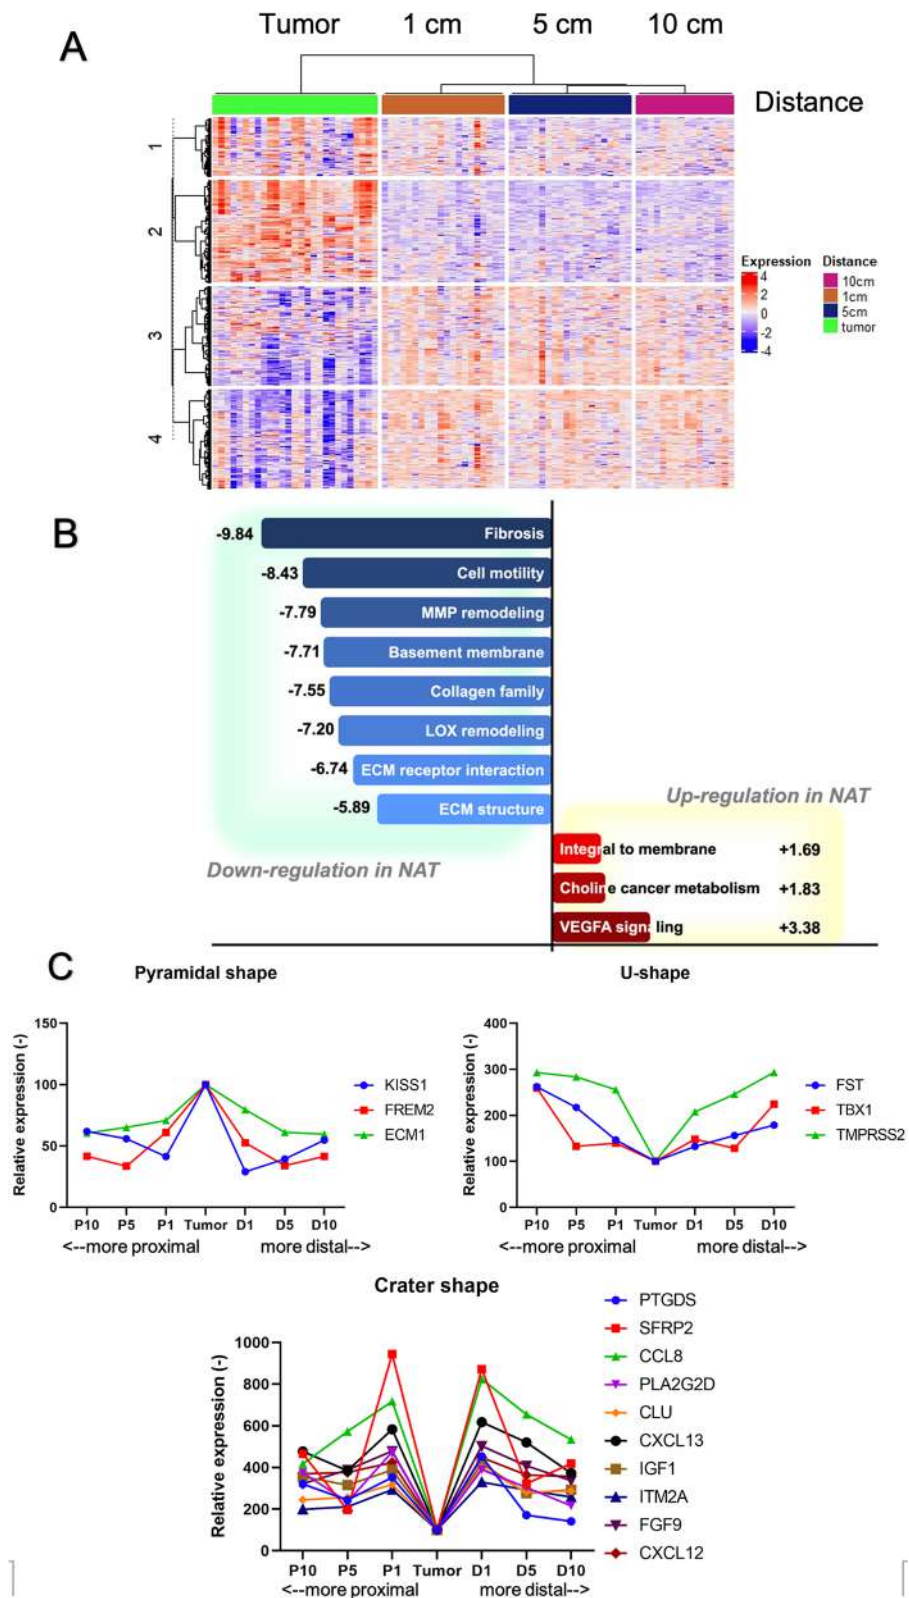 A
Tumor 1 cm 5 cm 10 cm
Distance
1
2
3
4
Expression
4
2
0
-2
-4
Distance
10cm
1cm
5cm
tumor
B
-9.84 Fibrosis
-8.43 Cell motility
-7.79 MMP remodeling
-7.71 Basement membrane
-7.55 Collagen family
-7.20 LOX remodeling
-6.74 ECM receptor interaction
-5.89 ECM structure
Up-regulation in NAT
Integral to membrane +1.69
Down-regulation in NAT
Choline cancer metabolism +1.83
VEGFA signaling +3.38
C
Pyramidal shape
Relative expression (-)
150
100
50
0
P10 P5 P1 Tumor D1 D5 D10
<--more proximal more distal-->
KISS1
FREM2
ECM1
U-shape
Relative expression (-)
400
300
200
100
0
P10 P5 P1 Tumor D1 D5 D10
<--more proximal more distal-->
FST
TBX1
TMPRSS2
Crater shape
Relative expression (-)
1000
800
600
400
200
0
P10 P5 P1 Tumor D1 D5 D10
<--more proximal more distal-->
PTGDS
SFRP2
CCL8
PLA2G2D
CLU
CXCL13
IGF1
ITM2A
FGF9
CXCL12